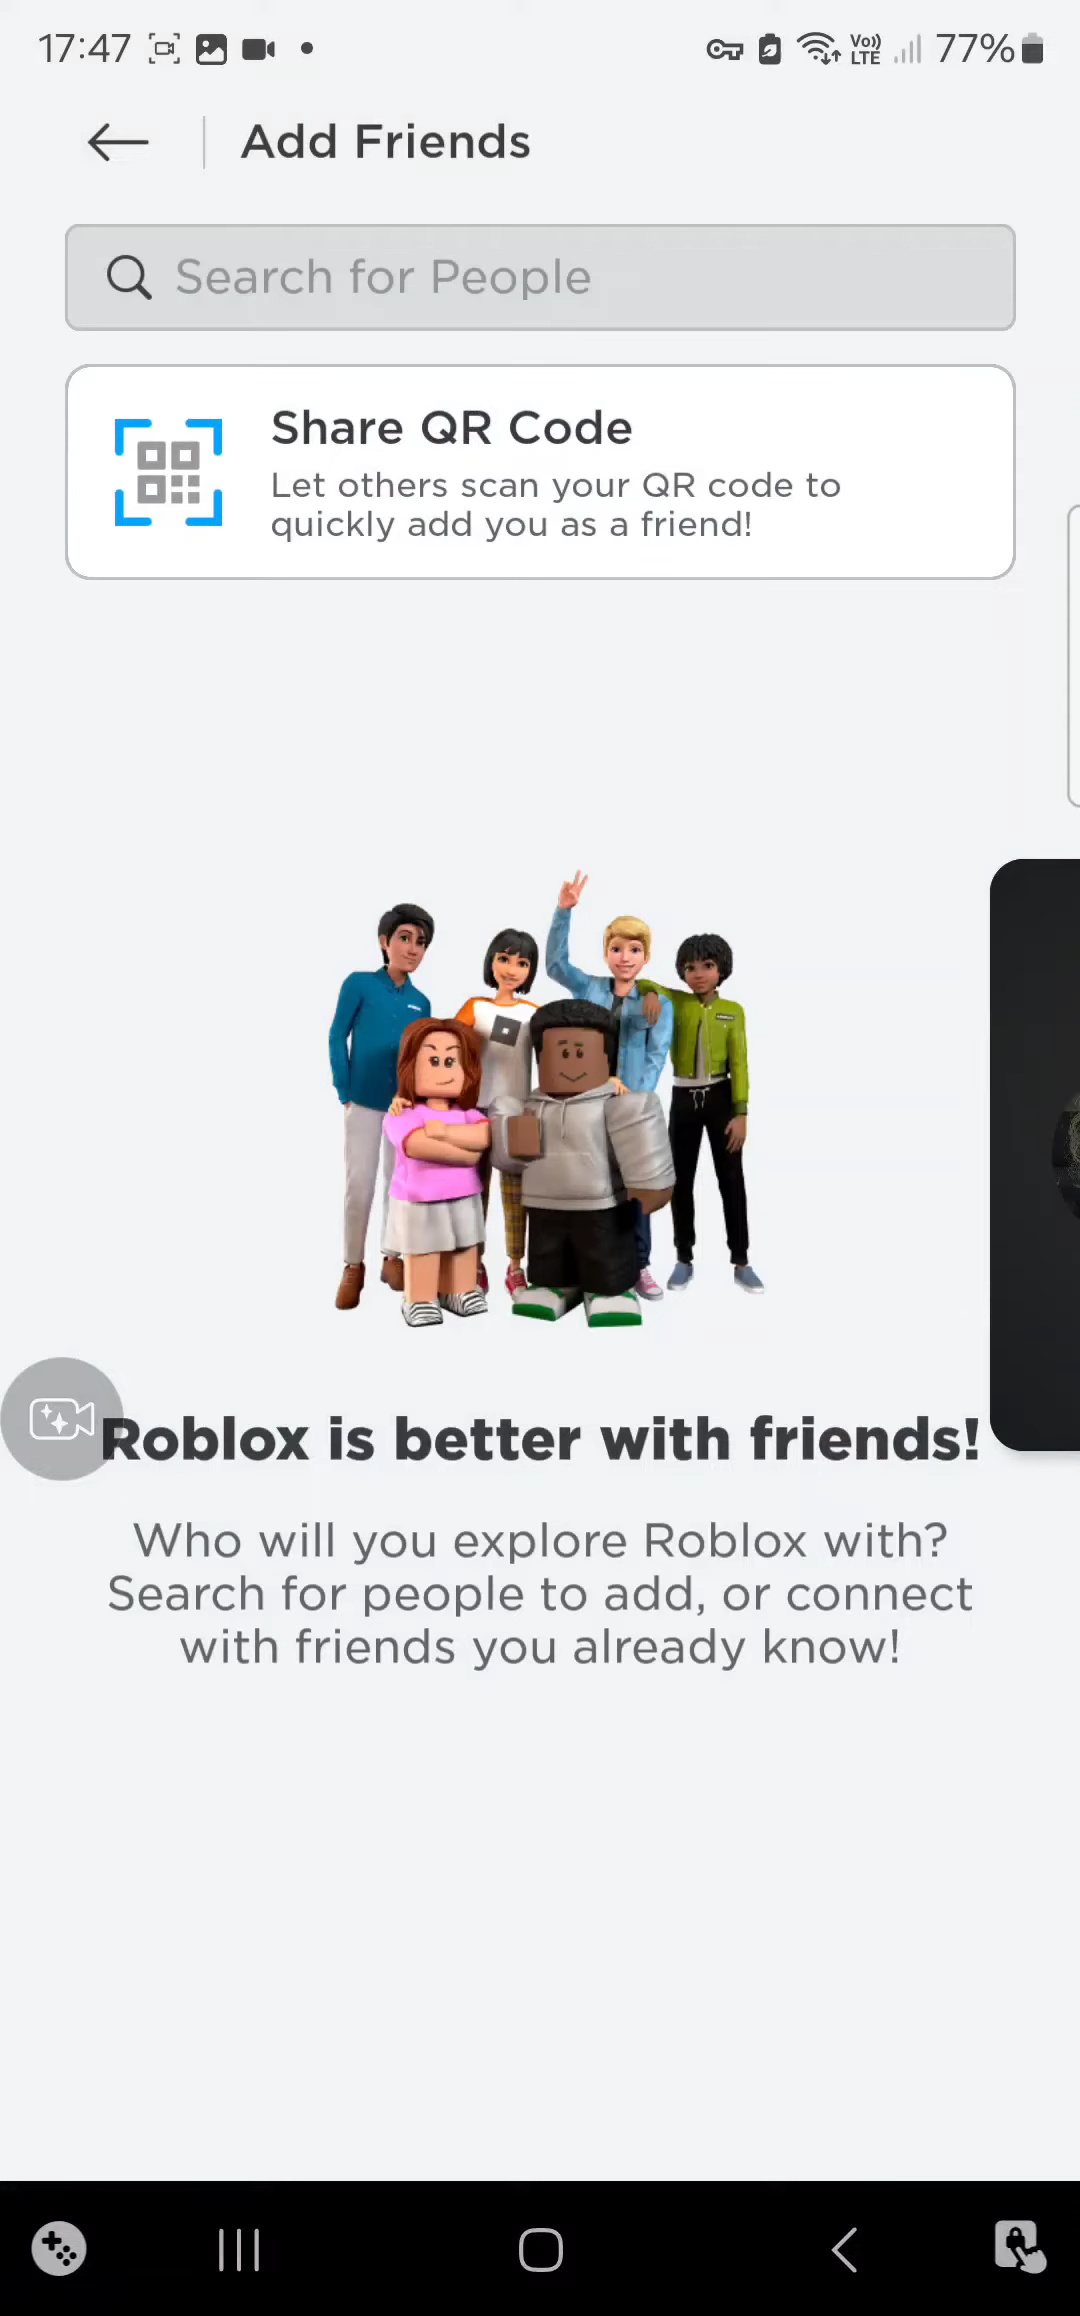 17:47
Vo)) LTE
77%
Add Friends
Search for People
Share QR Code
Let others scan your QR code to
quickly add you as a friend!
Roblox is better with friends!
Who will you explore Roblox with?
Search for people to add, or connect
with friends you already know!